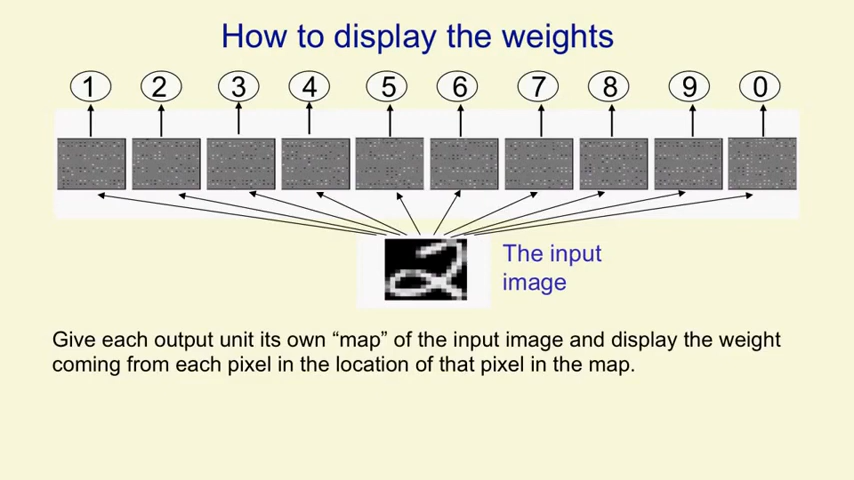 How to display the weights
1 2 3 4 5 6 7 8 9 0
The input
image
Give each output unit its own “map” of the input image and display the weight
coming from each pixel in the location of that pixel in the map.